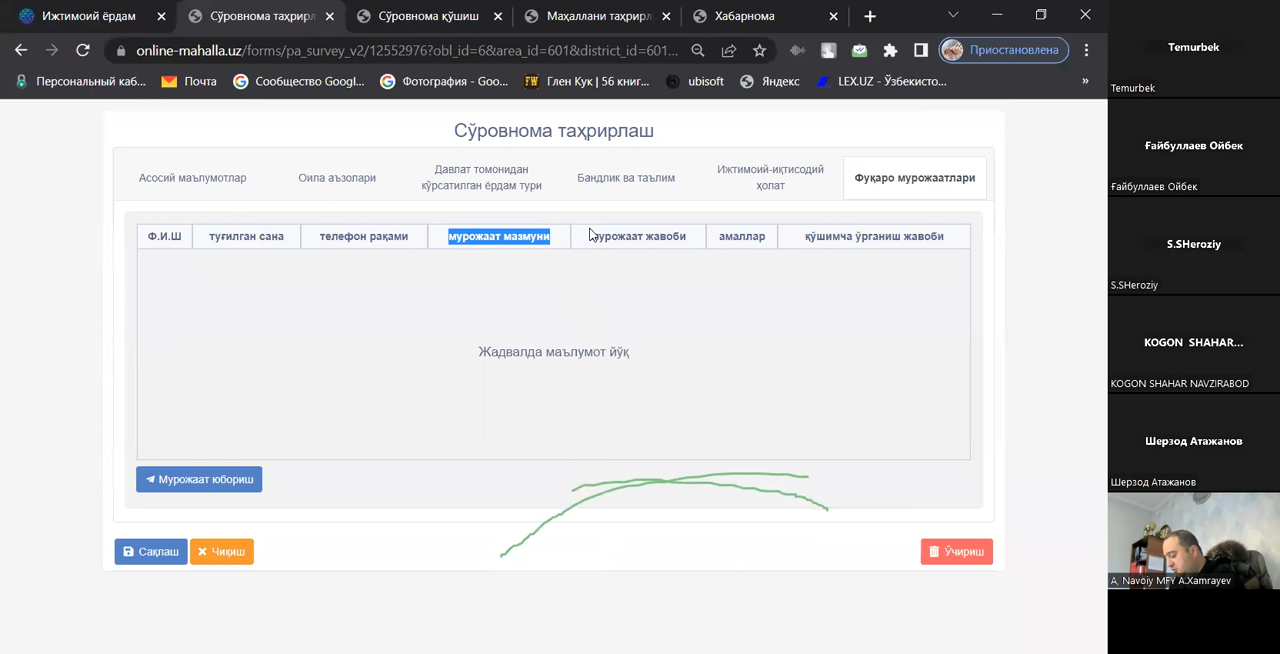 Ижтимоий ёрдам
Сўровнома таҳрирл
Сўровнома қўшиш
Маҳаллани таҳрирл
Хабарнома
online-mahalla.uz/forms/pa_survey_v2/12552976?obl_id=6&area_id=601&district_id=601...
Приостановлена
Персональный каб...
Почта
Сообщество Googl...
Фотография - Goo...
FW
Глен Кук | 56 книг...
ubisoft
Яндекс
LEX.UZ - Ўзбекисто...
»
Сўровнома таҳрирлаш
Асосий маълумотлар
Оила аъзолари
Давлат томонидан
кўрсатилган ёрдам тури
Бандлик ва таълим
Ижтимоий-иқтисодий
ҳолат
Фуқаро мурожаатлари
Ф.И.Ш
туғилган сана
телефон рақами
мурожаат мазмуни
мурожаат жавоби
амаллар
қўшимча ўрганиш жавоби
Жадвалда маълумот йўқ
Мурожаат юбориш
Сақлаш
Чиқиш
Ўчириш
Temurbek
Temurbek
Ғайбуллаев Ойбек
Ғайбуллаев Ойбек
S.SHeroziy
S.SHeroziy
KOGON SHAHAR...
KOGON SHAHAR NAVZIRABOD
Шерзод Атажанов
Шерзод Атажанов
A, Navoiy MFY A.Xamrayev